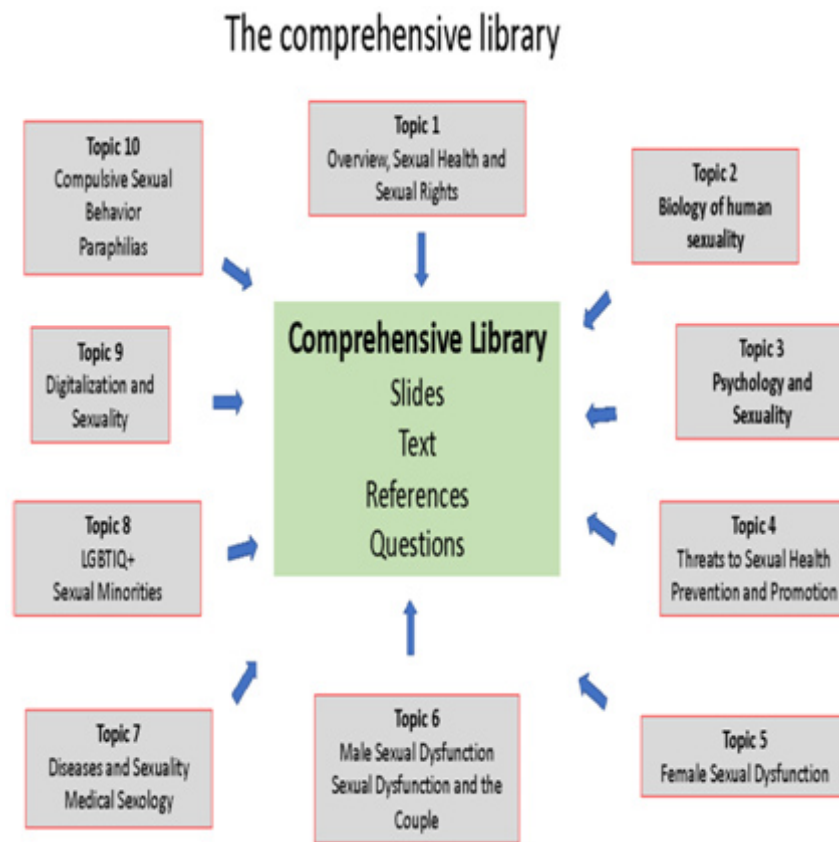 The comprehensive library
Topic 1
Overview, Sexual Health and
Sexual Rights
Topic 2
Biology of human
sexuality
Topic 3
Psychology and
Sexuality
Topic 4
Threats to Sexual Health
Prevention and Promotion
Topic 5
Female Sexual Dysfunction
Topic 6
Male Sexual Dysfunction
Sexual Dysfunction and the
Couple
Topic 7
Diseases and Sexuality
Medical Sexology
Topic 8
LGBTIQ+
Sexual Minorities
Topic 9
Digitalization and
Sexuality
Topic 10
Compulsive Sexual
Behavior
Paraphilias
Comprehensive Library
Slides
Text
References
Questions